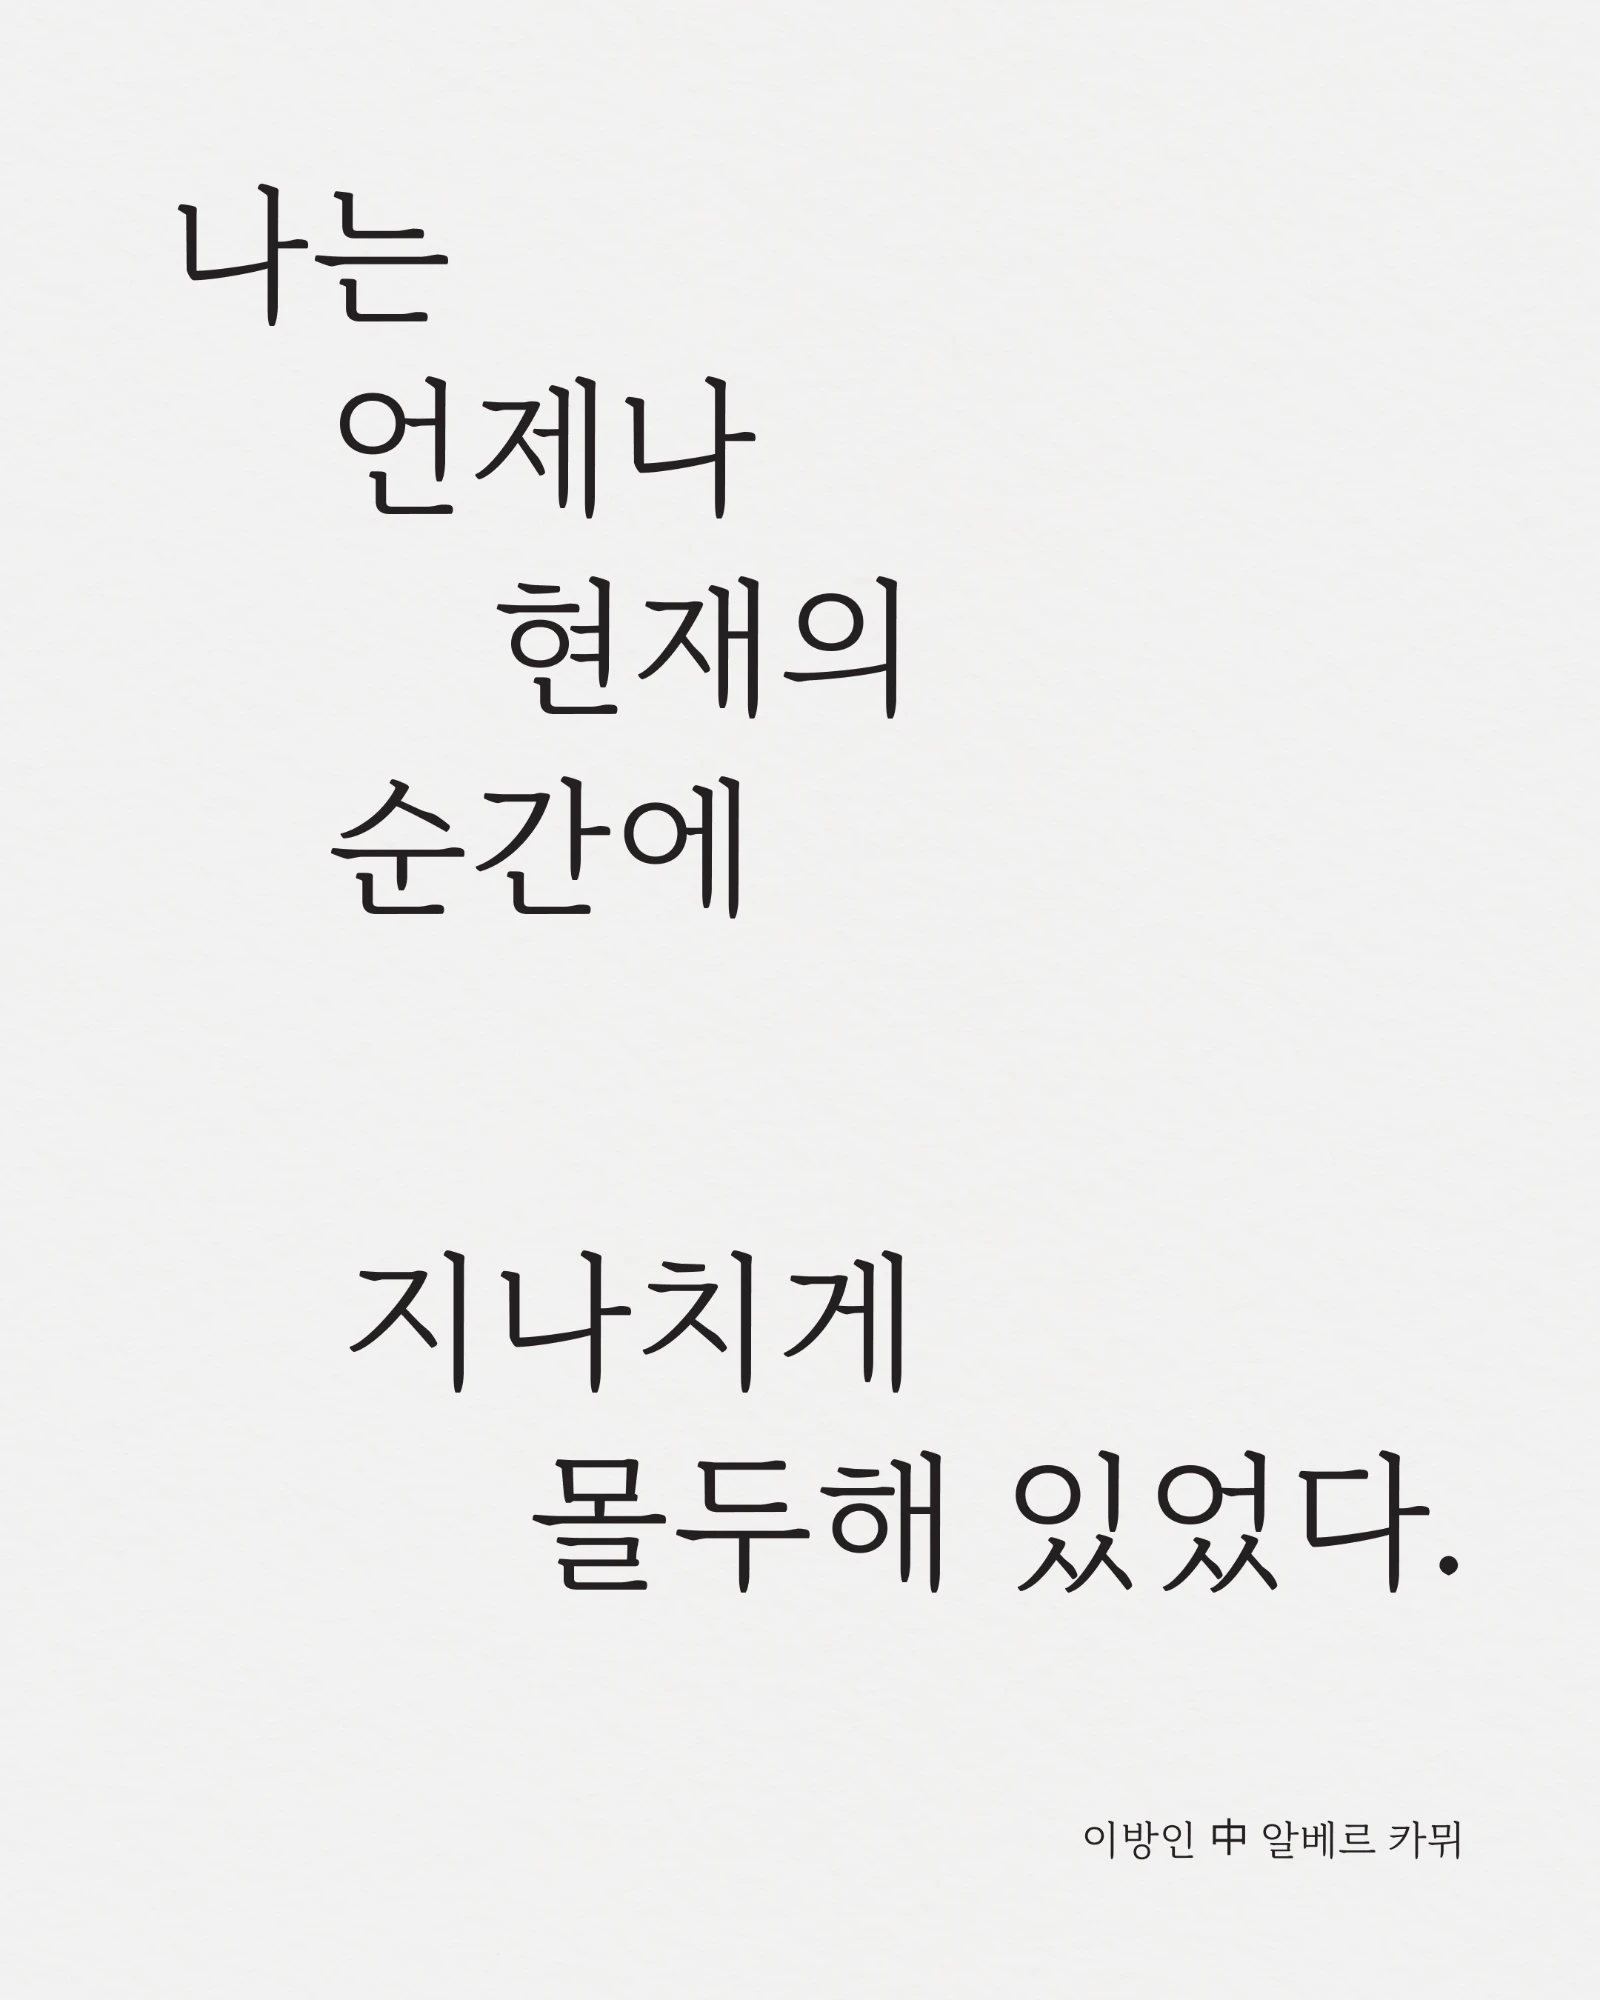 나는
언제나
현재의
순간에
지나치게
몰두해 있었다.
이방인 中 알베르 카뮈